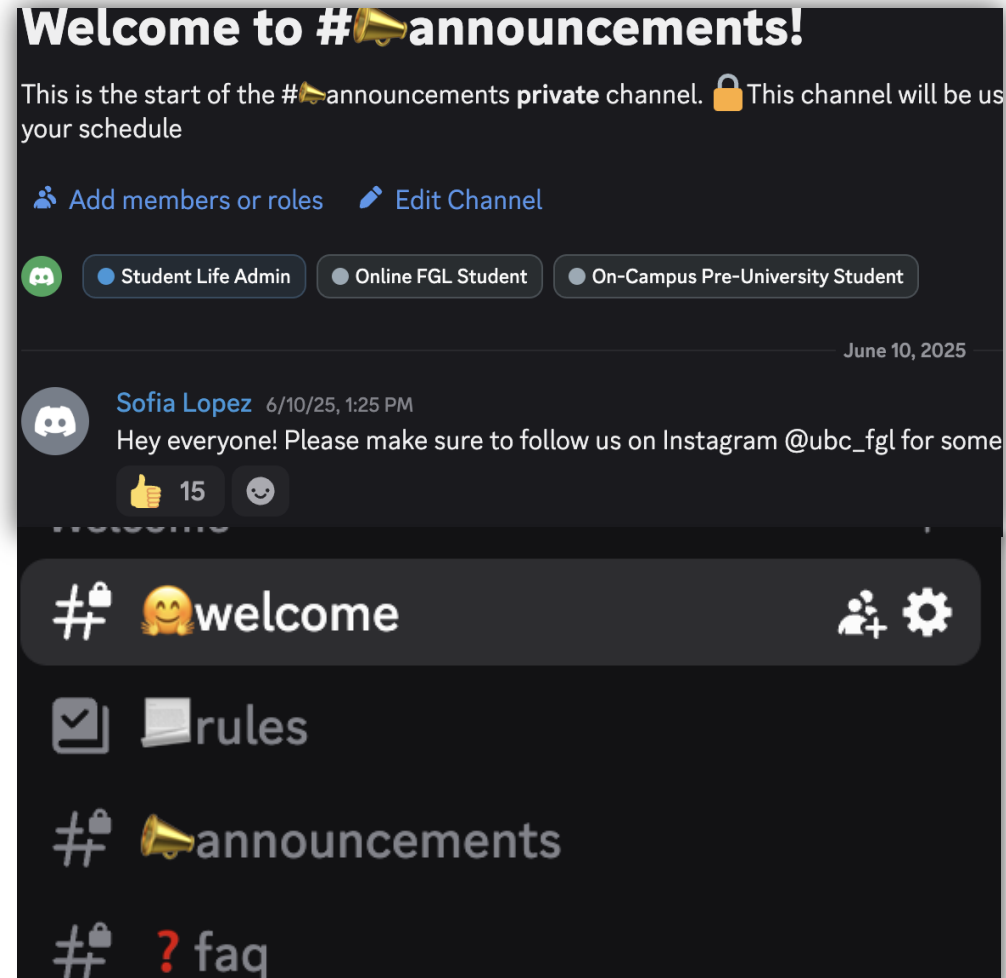 Welcome to #📣announcements!
This is the start of the #📣announcements private channel. 🔒This channel will be us
your schedule
Add members or roles Edit Channel
Student Life Admin Online FGL Student On-Campus Pre-University Student
June 10, 2025
Sofia Lopez 6/10/25, 1:25 PM
Hey everyone! Please make sure to follow us on Instagram @ubc_fgl for some
👍 15
Welcome
🤗welcome
📜rules
📣announcements
❓faq